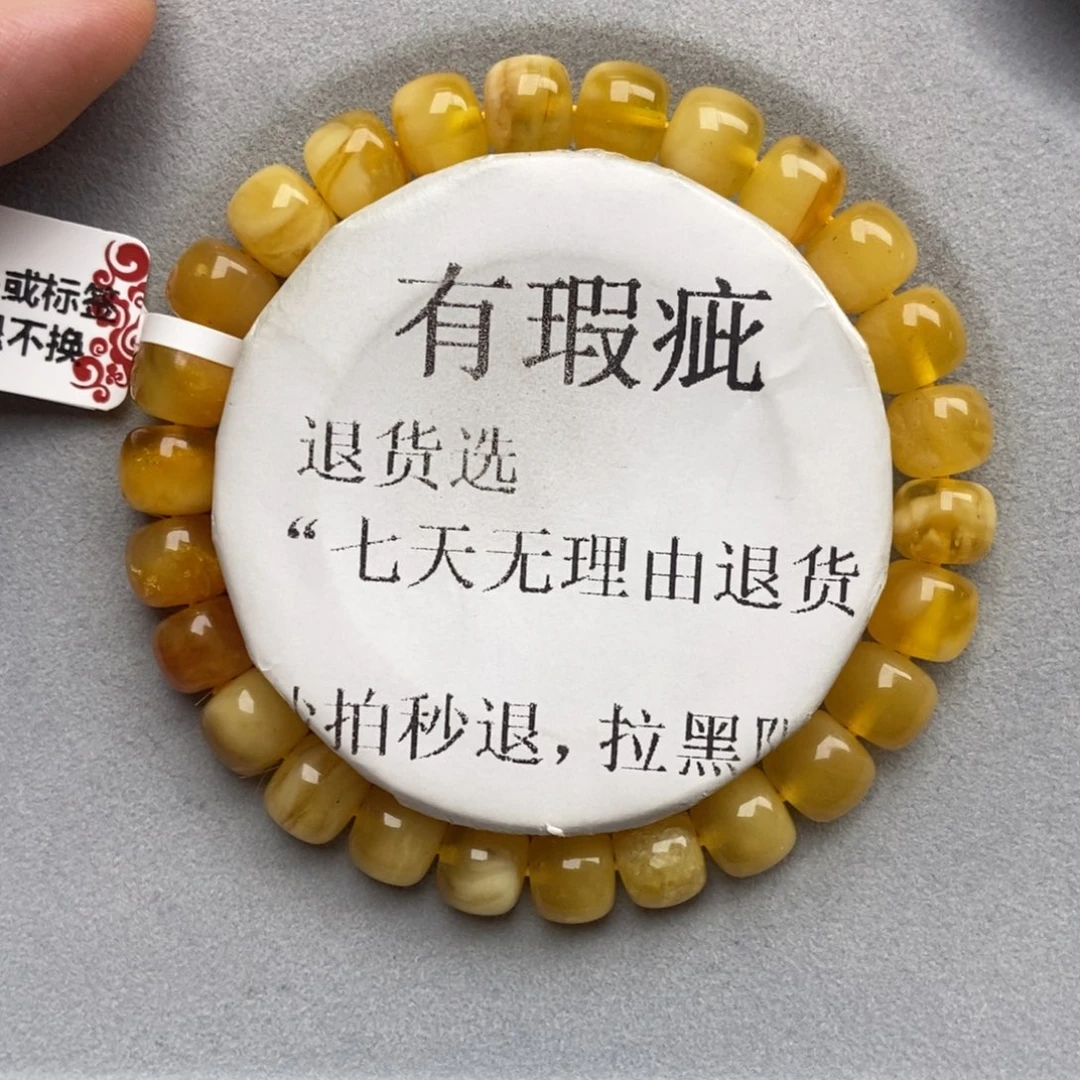 或标签
不换
有瑕疵
退货选
“七天无理由退货
拍秒退，拉黑